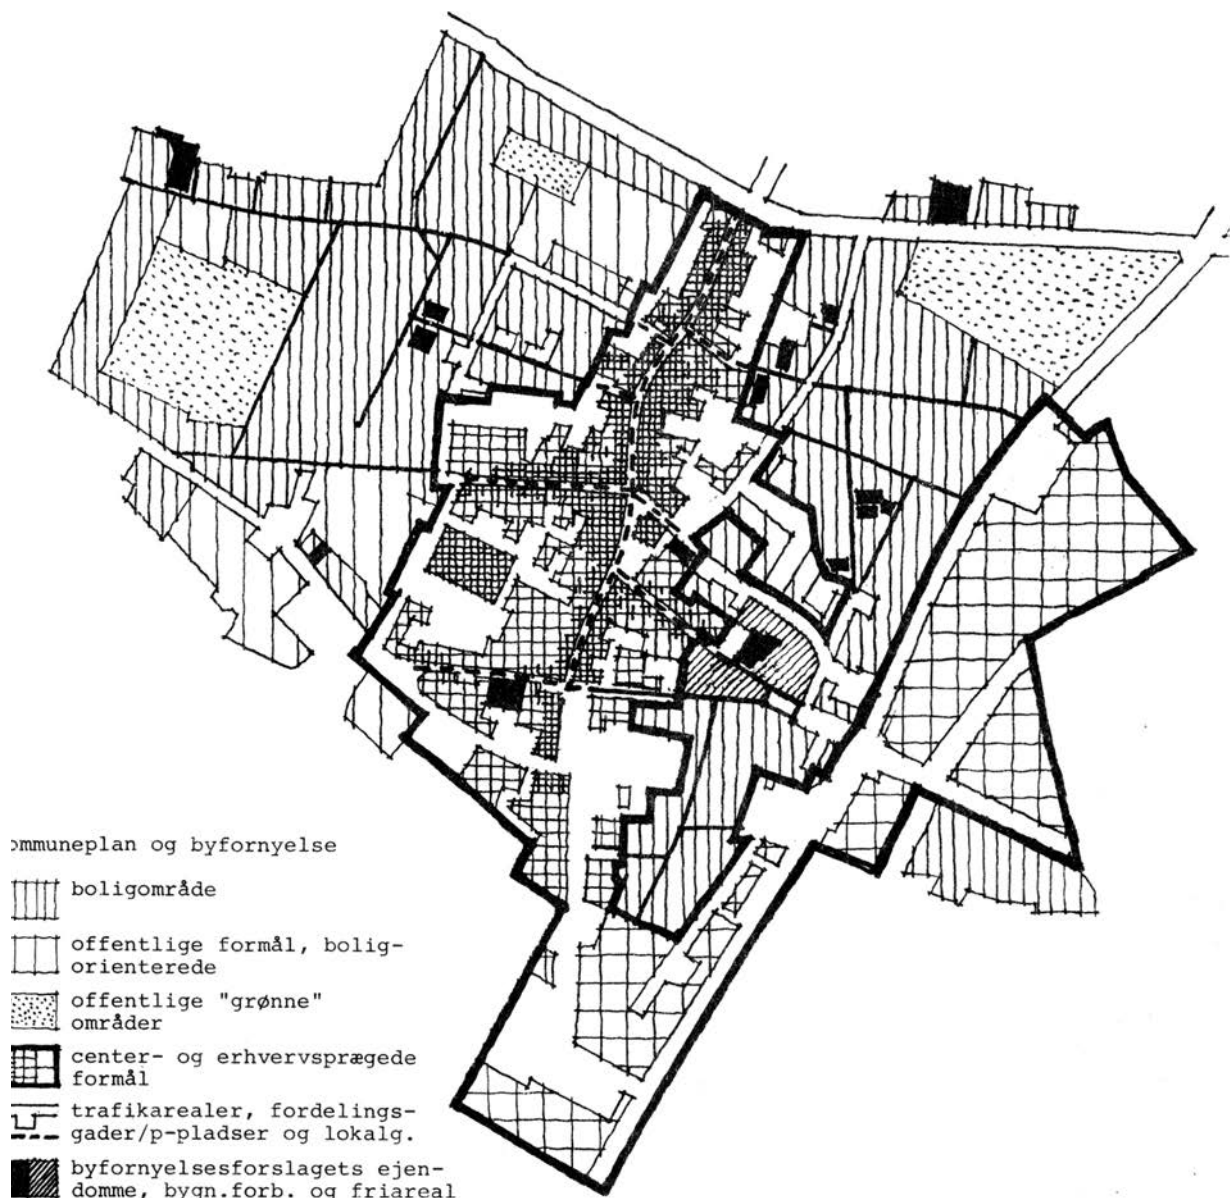 ommuneplan og byfornyelse
boligområde
offentlige formål, bolig-
orienterede
offentlige "grønne"
områder
center- og erhvervsprægede
formål
trafikarealer, fordelings-
gader/p-pladser og lokalg.
byfornyelsesforslagets ejen-
domme, bygn.forb. og friareal